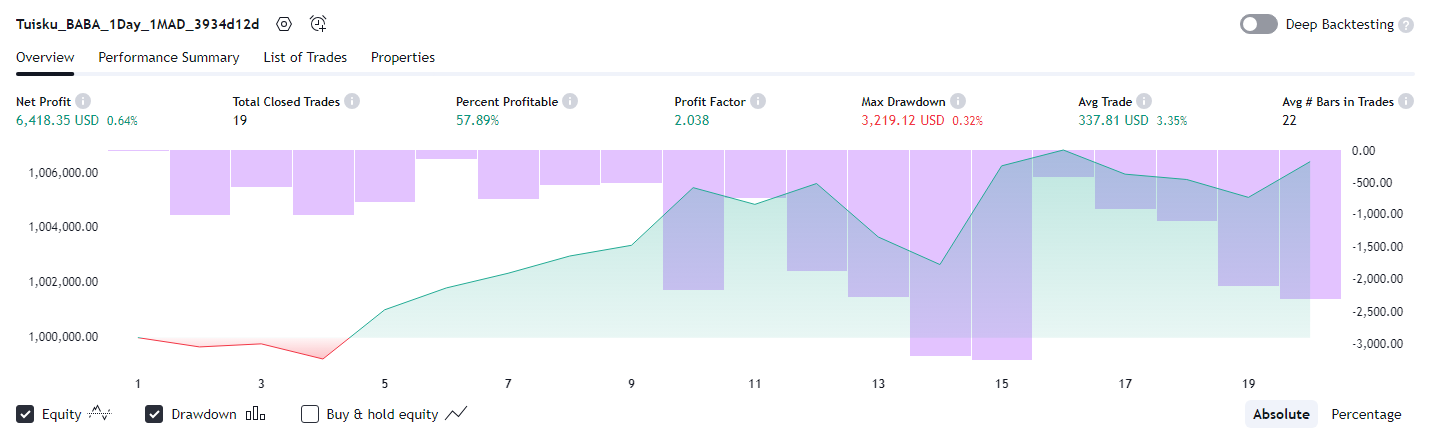 Tuisku_BABA_1Day_1MAD_3934d12d Deep Backtesting ?
Overview Performance Summary List of Trades Properties
Net Profit i Total Closed Trades i Percent Profitable i Profit Factor i Max Drawdown i Avg Trade i Avg # Bars in Trades i
6,418.35 USD 0.64% 19 57.89% 2.038 3,219.12 USD 0.32% 337.81 USD 3.35% 22
0.00
1,006,000.00 -500.00
-1,000.00
1,004,000.00 -1,500.00
1,002,000.00 -2,000.00
-2,500.00
1,000,000.00 -3,000.00
1 3 5 7 9 11 13 15 17 19
Equity Drawdown Buy & hold equity Absolute Percentage